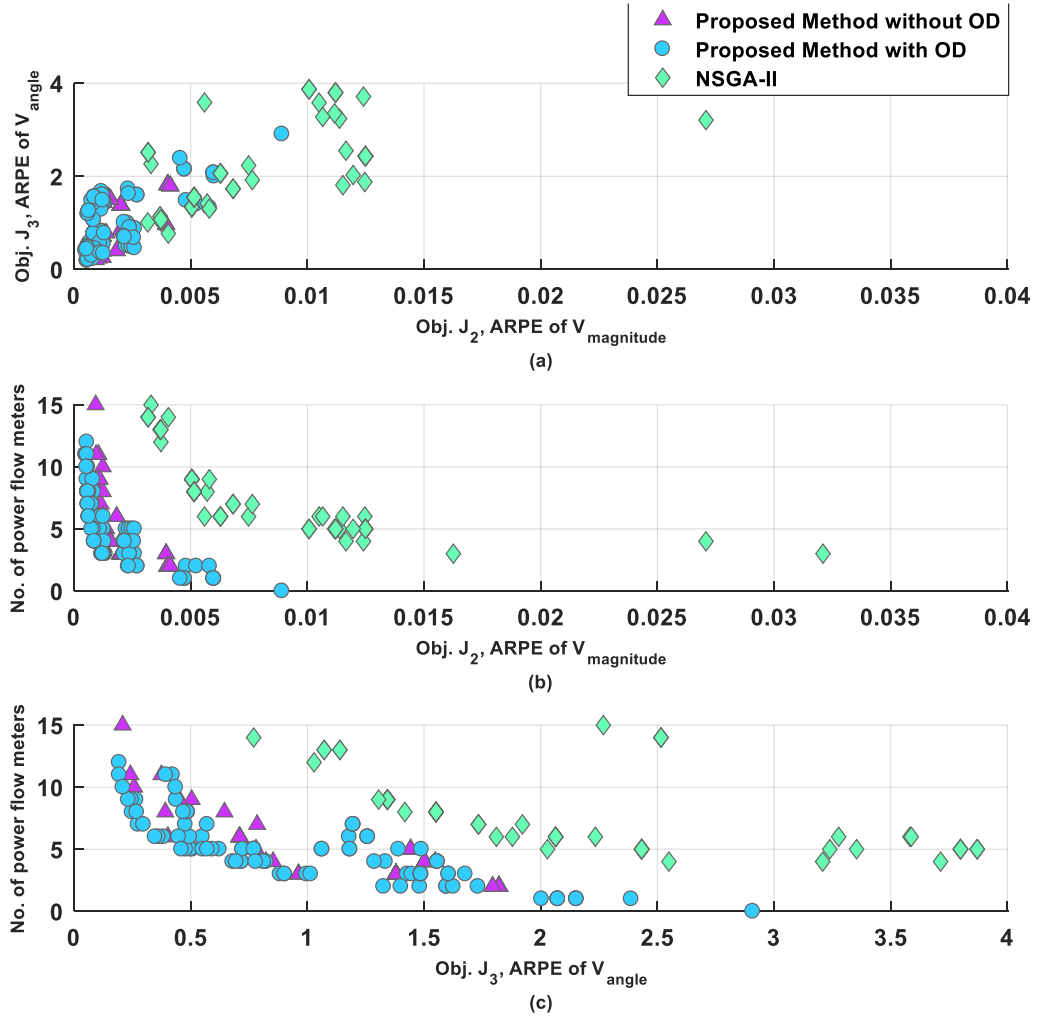 Proposed Method without OD
Proposed Method with OD
NSGA-II
Obj. J3, ARPE of Vangle
4
2
0
0 0.005 0.01 0.015 0.02 0.025 0.03 0.035 0.04
Obj. J2, ARPE of Vmagnitude
(a)
No. of power flow meters
15
10
5
0
0 0.005 0.01 0.015 0.02 0.025 0.03 0.035 0.04
Obj. J2, ARPE of Vmagnitude
(b)
No. of power flow meters
15
10
5
0
0 0.5 1 1.5 2 2.5 3 3.5 4
Obj. J3, ARPE of Vangle
(c)